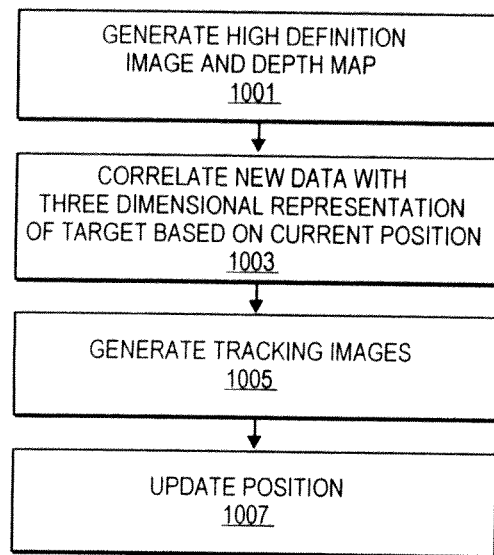 GENERATE HIGH DEFINITION
IMAGE AND DEPTH MAP
1001
CORRELATE NEW DATA WITH
THREE DIMENSIONAL REPRESENTATION
OF TARGET BASED ON CURRENT POSITION
1003
GENERATE TRACKING IMAGES
1005
UPDATE POSITION
1007